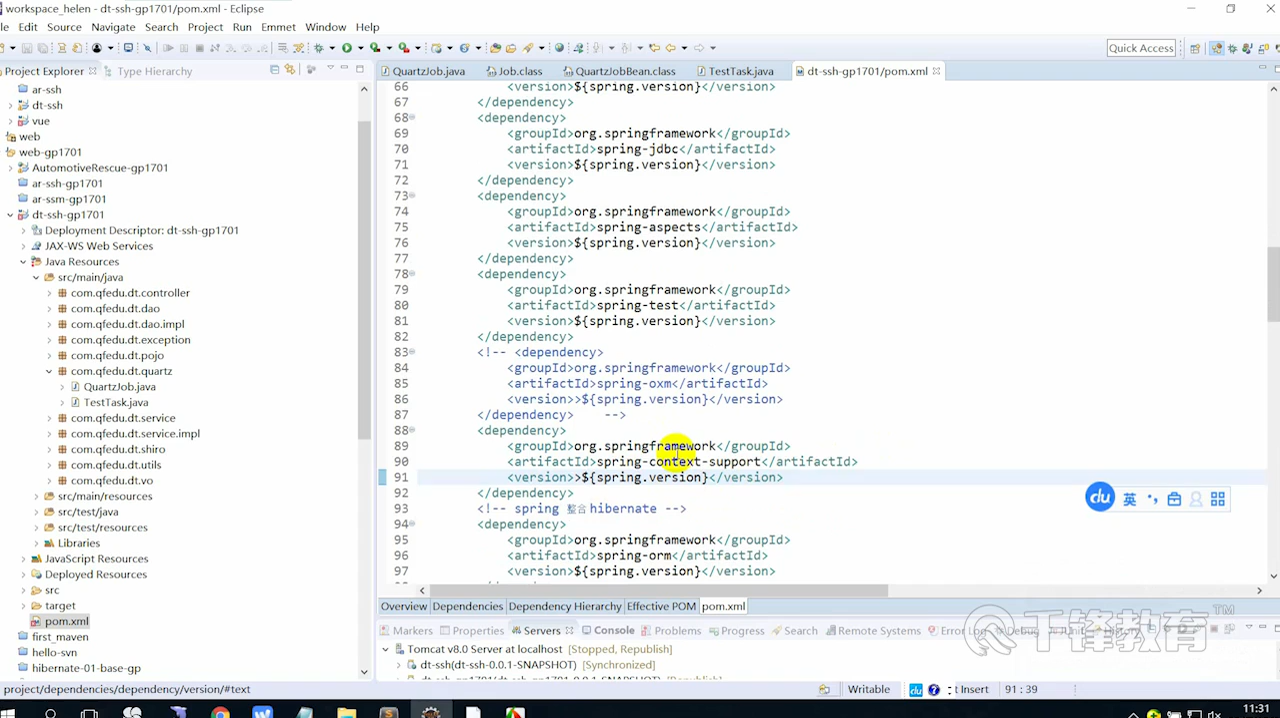 workspace_helen - dt-ssh-gp1701/pom.xml - Eclipse
Edit Source Navigate Search Project Run Emmet Window Help
Quick Access
Project Explorer Type Hierarchy
ar-ssh
dt-ssh
vue
web
web-gp1701
AutomotiveRescue-gp1701
ar-ssh-gp1701
ar-ssm-gp1701
dt-ssh-gp1701
Deployment Descriptor: dt-ssh-gp1701
JAX-WS Web Services
Java Resources
src/main/java
com.qfedu.dt.controller
com.qfedu.dt.dao
com.qfedu.dt.dao.impl
com.qfedu.dt.exception
com.qfedu.dt.pojo
com.qfedu.dt.quartz
QuartzJob.java
TestTask.java
com.qfedu.dt.service
com.qfedu.dt.service.impl
com.qfedu.dt.shiro
com.qfedu.dt.utils
com.qfedu.dt.vo
src/main/resources
src/test/java
src/test/resources
Libraries
JavaScript Resources
Deployed Resources
src
target
pom.xml
first_maven
hello-svn
hibernate-01-base-gp
QuartzJob.java Job.class QuartzJobBean.class TestTask.java dt-ssh-gp1701/pom.xml
66 <version>${spring.version}</version>
67 </dependency>
68 <dependency>
69 <groupId>org.springframework</groupId>
70 <artifactId>spring-jdbc</artifactId>
71 <version>${spring.version}</version>
72 </dependency>
73 <dependency>
74 <groupId>org.springframework</groupId>
75 <artifactId>spring-aspects</artifactId>
76 <version>${spring.version}</version>
77 </dependency>
78 <dependency>
79 <groupId>org.springframework</groupId>
80 <artifactId>spring-test</artifactId>
81 <version>${spring.version}</version>
82 </dependency>
83 <!-- <dependency>
84 <groupId>org.springframework</groupId>
85 <artifactId>spring-oxm</artifactId>
86 <version>>${spring.version}</version>
87 </dependency> -->
88 <dependency>
89 <groupId>org.springframework</groupId>
90 <artifactId>spring-context-support</artifactId>
91 <version>>${spring.version}</version>
92 </dependency>
93 <!-- spring 整合 hibernate -->
94 <dependency>
95 <groupId>org.springframework</groupId>
96 <artifactId>spring-orm</artifactId>
97 <version>${spring.version}</version>
du 英
Overview Dependencies Dependency Hierarchy Effective POM pom.xml
Markers Properties Servers Console Problems Progress Search Remote Systems Error Log Debug
千锋教育 TM
Tomcat v8.0 Server at localhost [Stopped, Republish]
dt-ssh(dt-ssh-0.0.1-SNAPSHOT) [Synchronized]
project/dependencies/dependency/version/#text
Writable
du
t Insert
91 : 39
11:31